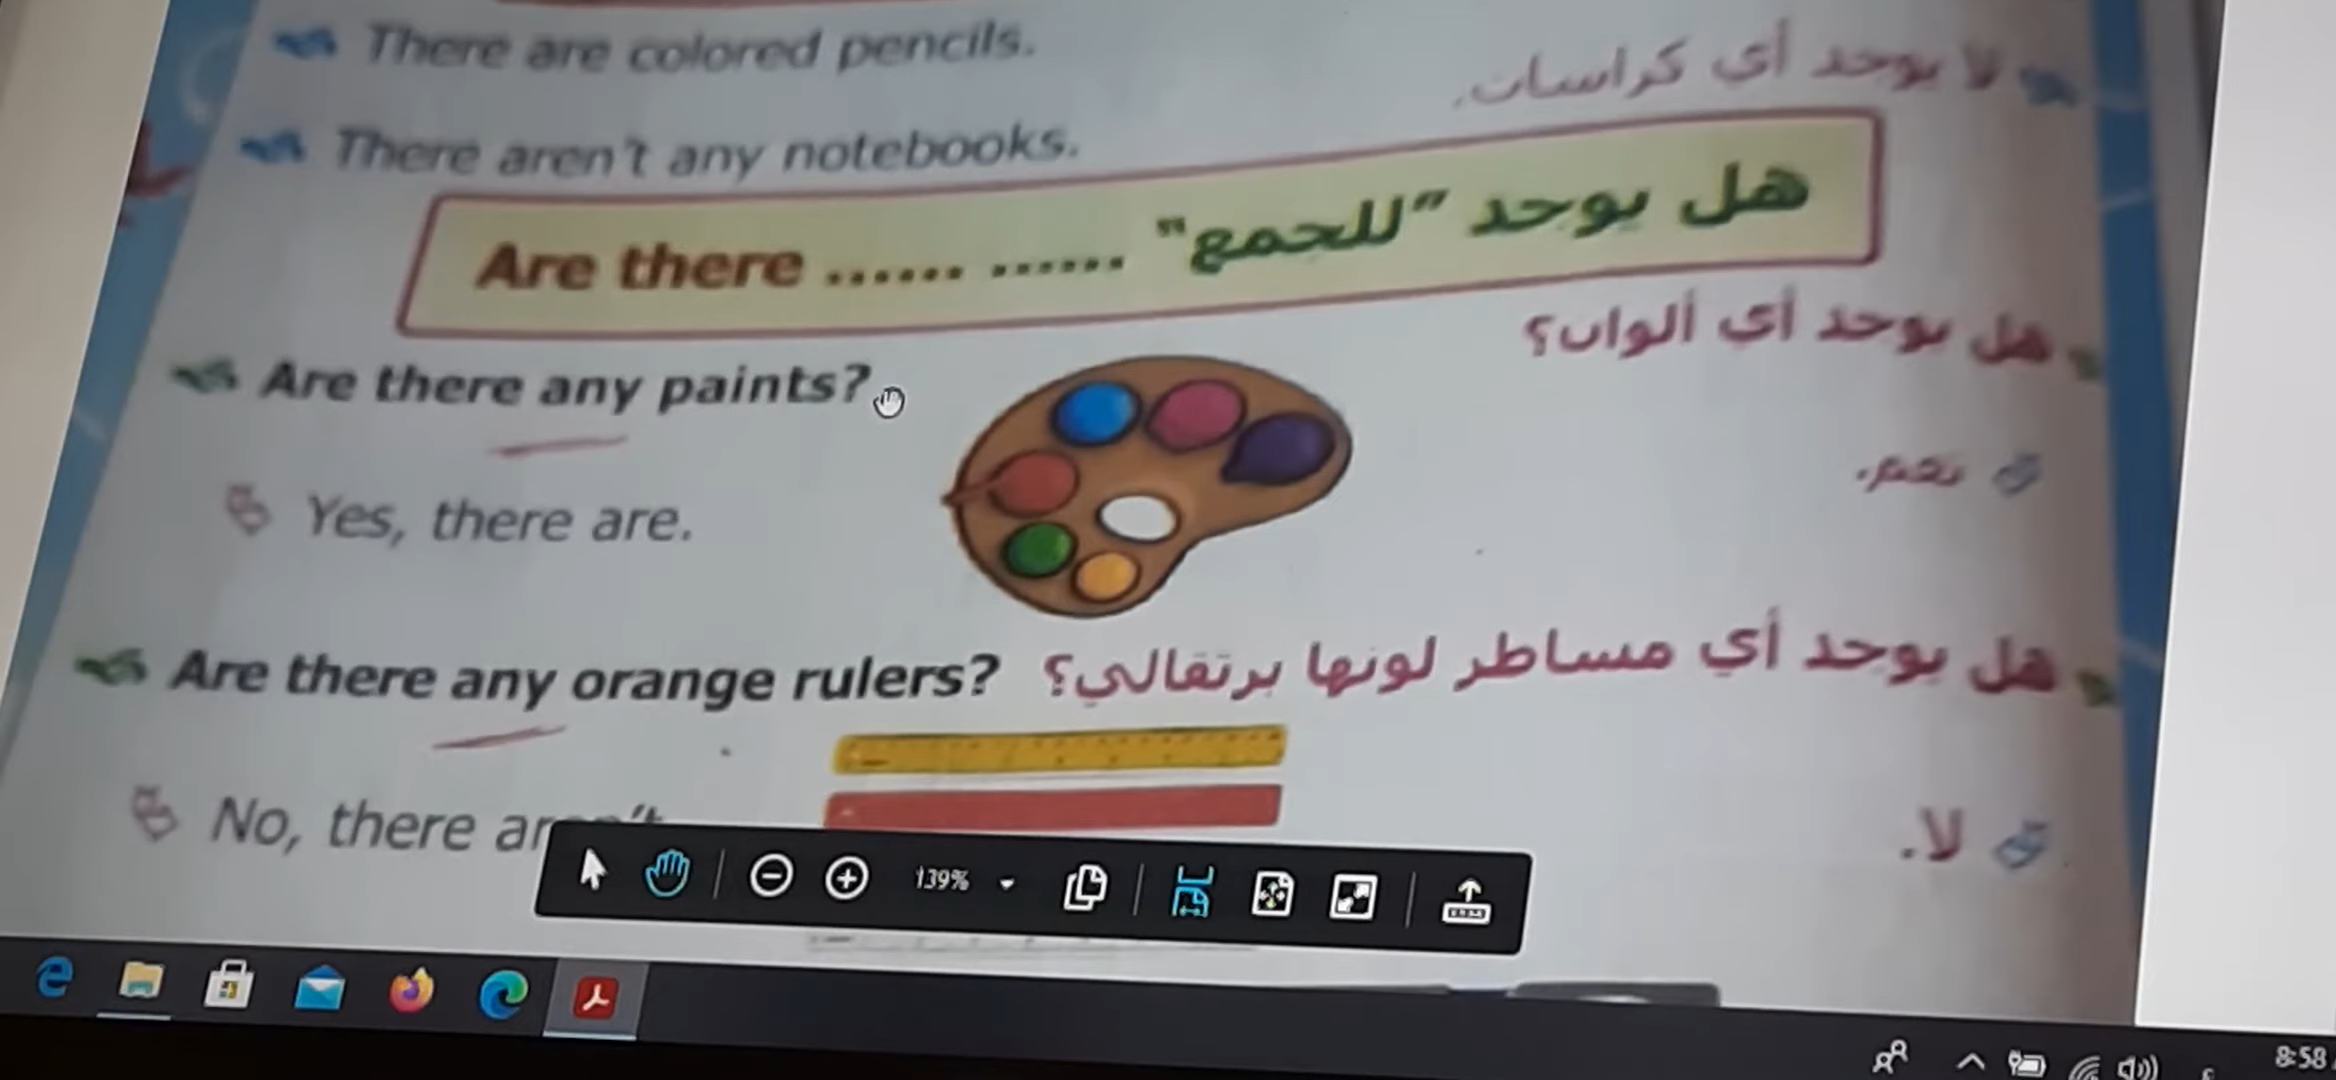 There are colored pencils.
لا يوجد أي كراسات.
There aren't any notebooks.
Are there ...... ...... "هل يوجد "للجمع
Are there any paints? هل يوجد أي ألوان؟
Yes, there are. نعم.
Are there any orange rulers? هل يوجد أي مساطر لونها برتقالي؟
No, there aren't لا.
139%
8:58